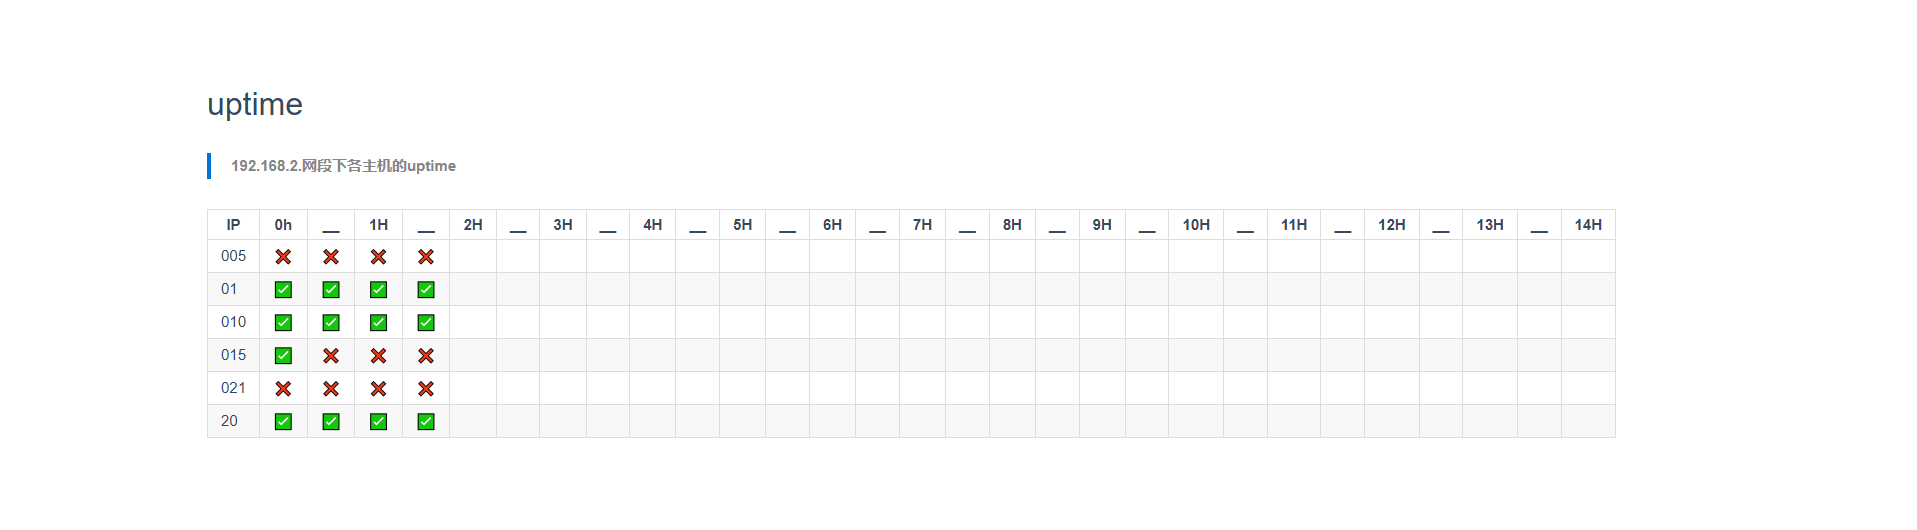 uptime
192.168.2.网段下各主机的uptime
IP 0h __ 1H __ 2H __ 3H __ 4H __ 5H __ 6H __ 7H __ 8H __ 9H __ 10H __ 11H __ 12H __ 13H __ 14H
005 ❌ ❌ ❌ ❌
01 ✅ ✅ ✅ ✅
010 ✅ ✅ ✅ ✅
015 ✅ ❌ ❌ ❌
021 ❌ ❌ ❌ ❌
20 ✅ ✅ ✅ ✅